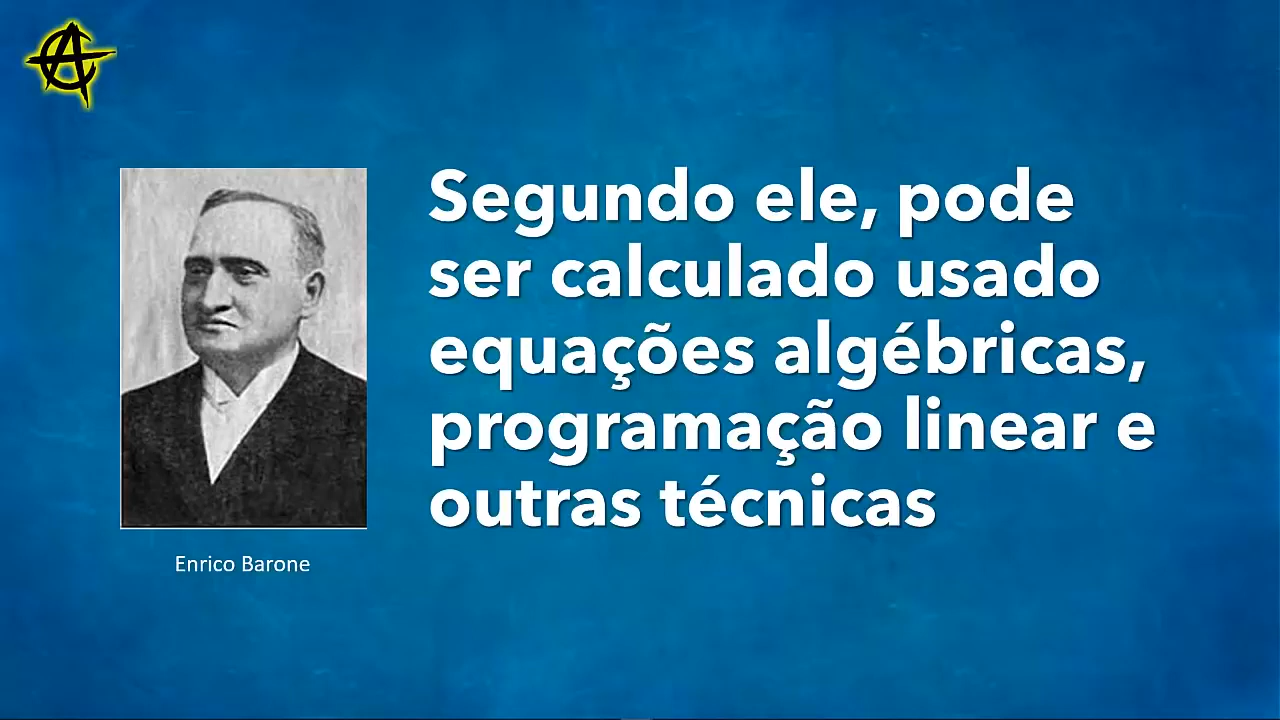 Segundo ele, pode
ser calculado usado
equações algébricas,
programação linear e
outras técnicas
Enrico Barone